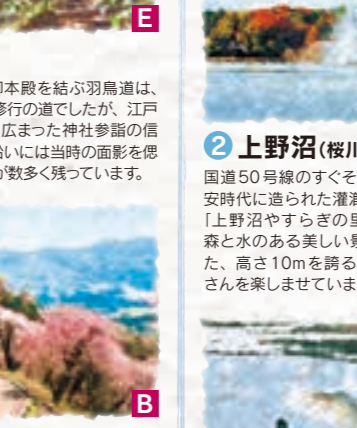 E
本殿を結ぶ羽鳥道は、
修行の道でしたが、江戸
広まった神社参詣の信
沿いには当時の面影を偲
が数多く残っています。
B
2 上野沼(桜川
国道50号線のすぐそ
安時代に造られた灌
「上野沼やすらぎの里
森と水のある美しい景
た、高さ10mを誇る
さんを楽しませていま